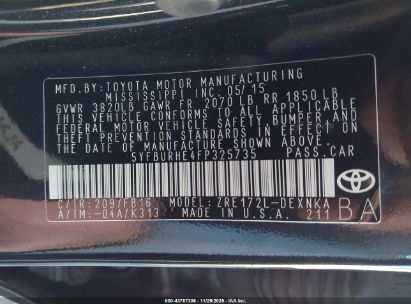 MFD. BY: TOYOTA MOTOR MANUFACTURING
MISSISSIPPI INC. 05/15
GVWR 3820LB GAWR FR 2070 LB RR 1850 LB
THIS VEHICLE CONFORMS TO ALL APPLICABLE
FEDERAL MOTOR VEHICLE SAFETY, BUMPER, AND
THEFT PREVENTION STANDARDS IN EFFECT ON
THE DATE OF MANUFACTURE SHOWN ABOVE.
5YFBURHE4FP325735 PASS. CAR
C/TR: 209/FB16 MODEL: ZRE172L-DEXNKA
A/TM: -04A/K313 MADE IN U.S.A. 211
TOYOTA
BA